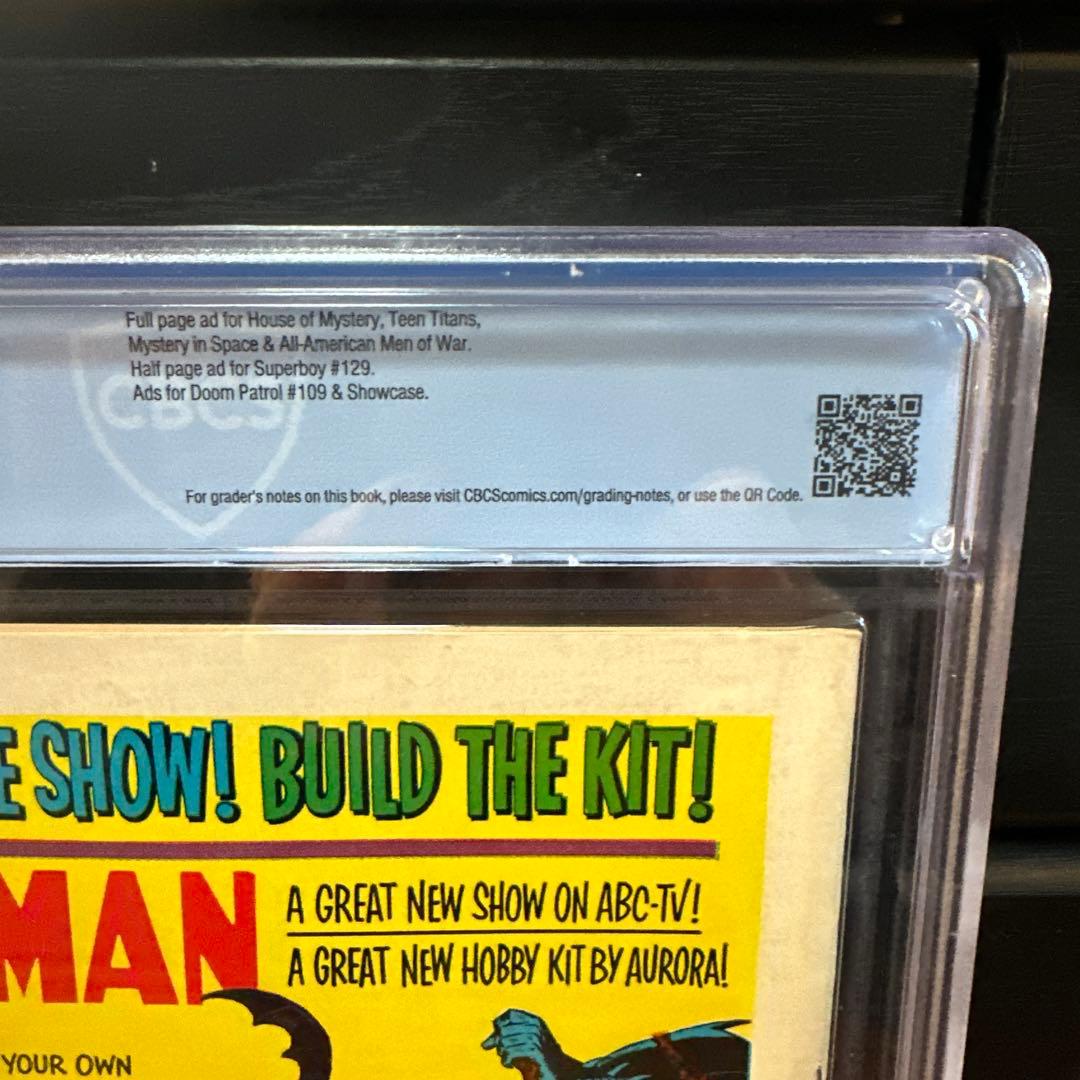 Full page ad for House of Mystery, Teen Titans,
Mystery in Space & All-American Men of War.
Half page ad for Superboy #129.
Ads for Doom Patrol #109 & Showcase.
CBCS
For grader's notes on this book, please visit CBCScomics.com/grading-notes, or use the QR Code.
E SHOW! BUILD THE KIT!
MAN
A GREAT NEW SHOW ON ABC-TV!
A GREAT NEW HOBBY KIT BY AURORA!
YOUR OWN